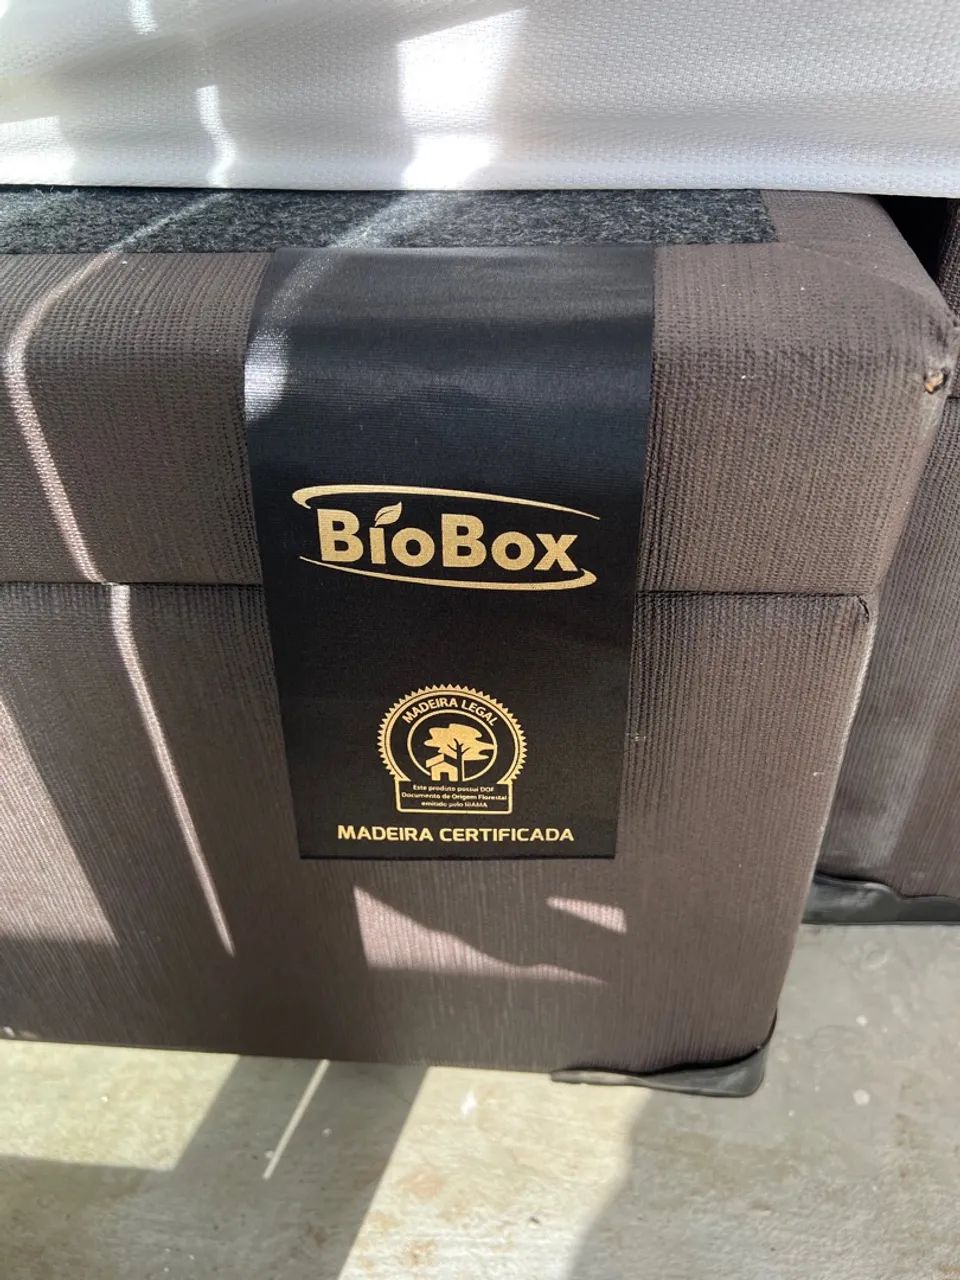 BioBox
MADEIRA LEGAL
Este produto possui DOF
Documento de Origem Florestal
emitido pelo IBAMA
MADEIRA CERTIFICADA